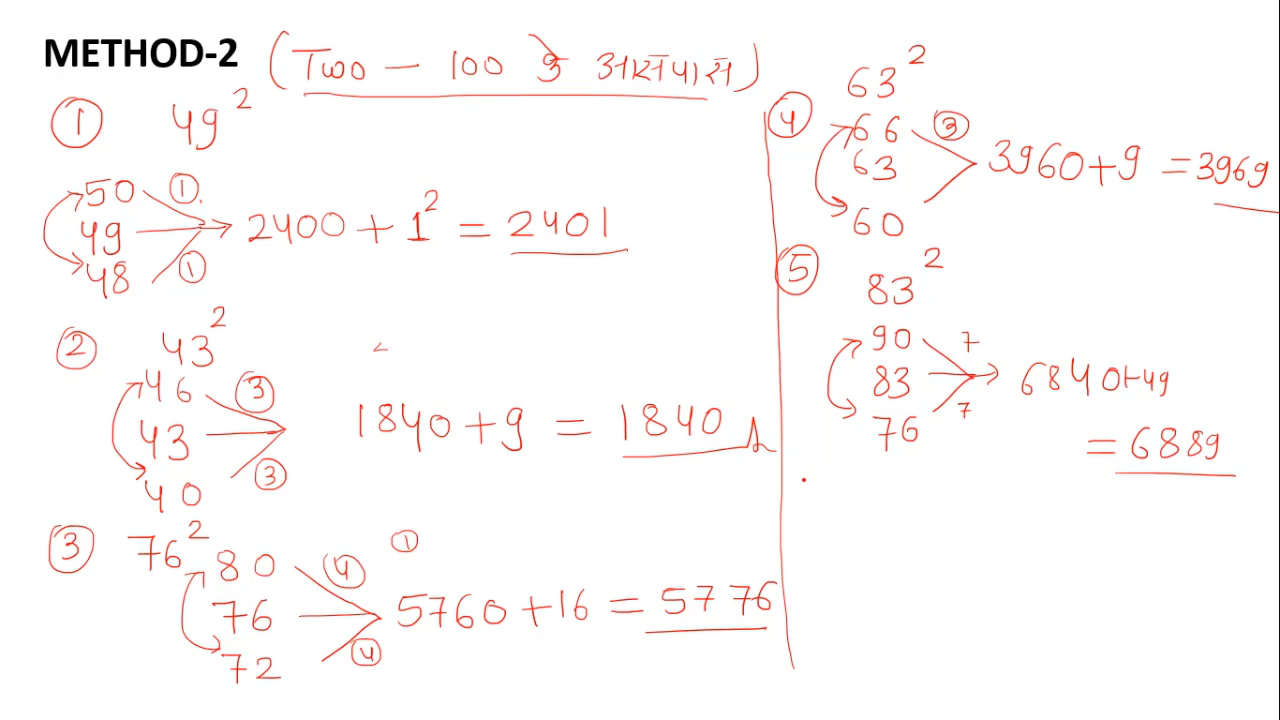 METHOD-2 (Two - 100 के आसपास)
① 49²
50 ①
49 2400 + 1² = 2401
48 ①
② 43²
46 ③
43 1840 + 9 = 1840
40 ③
③ 76²
80 ④ ①
76 5760 + 16 = 5776
72 ④
④ 63²
66 ③
63 3960 + 9 = 3969
60
⑤ 83²
90 7
83 6840 + 49
76 7
= 6889